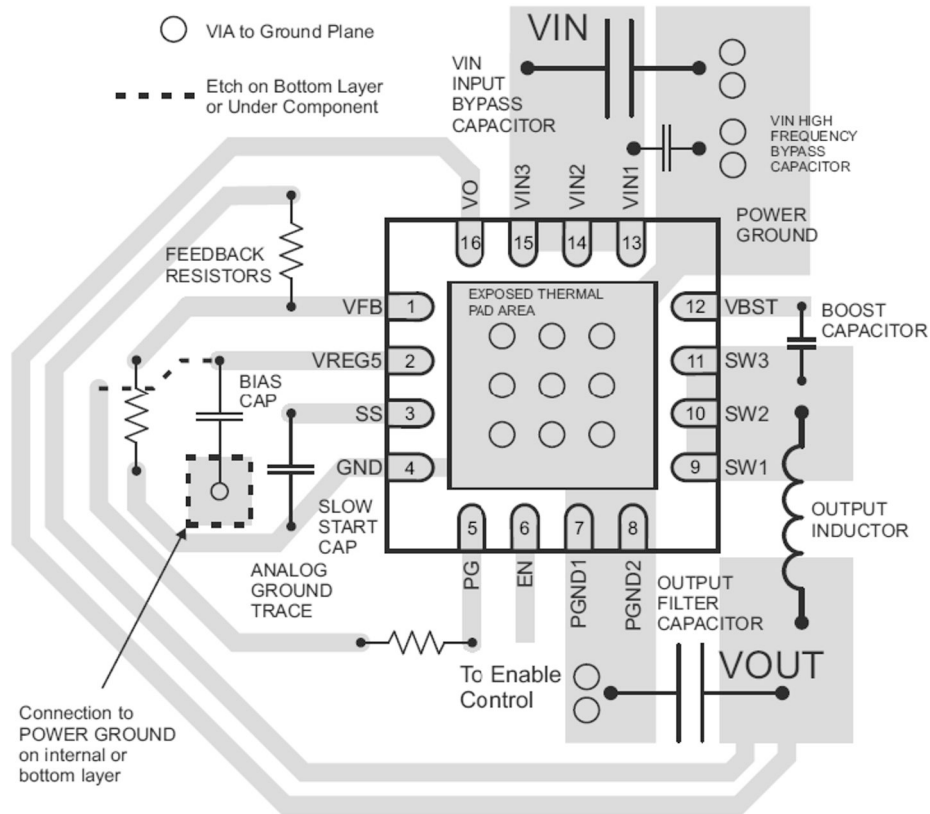 VIA to Ground Plane
Etch on Bottom Layer
or Under Component
VIN
VIN
INPUT
BYPASS
CAPACITOR
VIN HIGH
FREQUENCY
BYPASS
CAPACITOR
VO
VIN3
VIN2
VIN1
POWER
GROUND
16
15
14
13
FEEDBACK
RESISTORS
EXPOSED THERMAL
PAD AREA
VFB
1
12
VBST
BOOST
CAPACITOR
VREG5
2
11
SW3
BIAS
CAP
SS
3
10
SW2
GND
4
9
SW1
SLOW
START
CAP
OUTPUT
INDUCTOR
5
6
7
8
ANALOG
GROUND
TRACE
PG
EN
PGND1
PGND2
OUTPUT
FILTER
CAPACITOR
To Enable
Control
VOUT
Connection to
POWER GROUND
on internal or
bottom layer